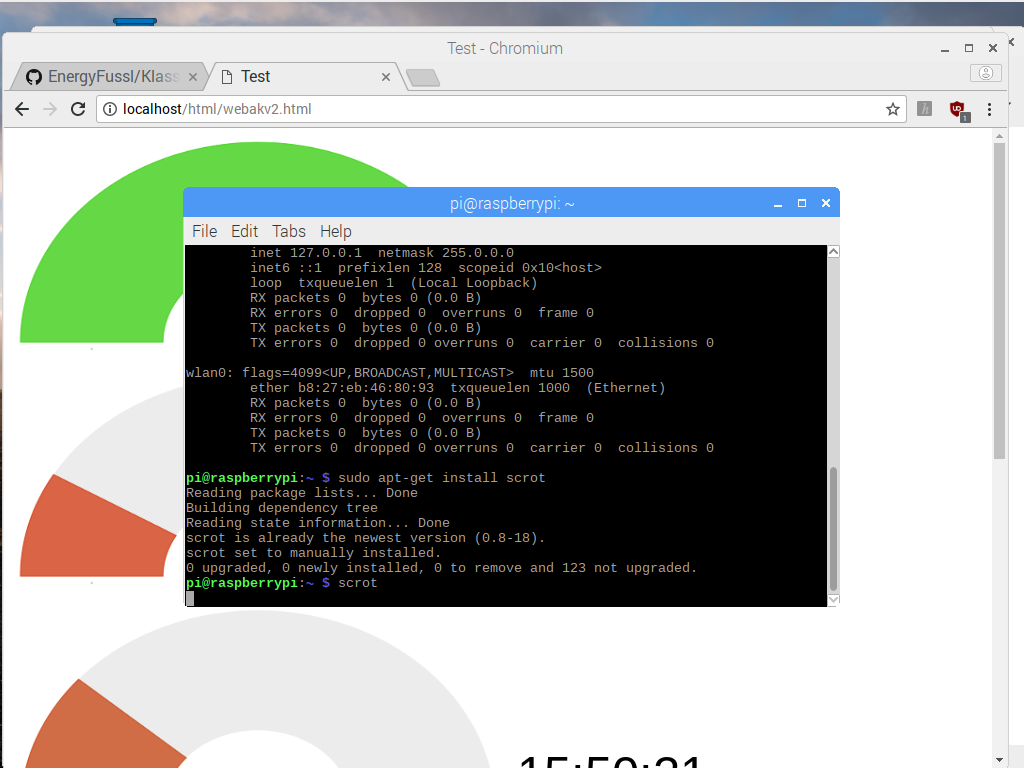 Test - Chromium
EnergyFussl/Klass
Test
localhost/html/webakv2.html
1
pi@raspberrypi: ~
File Edit Tabs Help
inet 127.0.0.1 netmask 255.0.0.0
inet6 ::1 prefixlen 128 scopeid 0x10<host>
loop txqueuelen 1 (Local Loopback)
RX packets 0 bytes 0 (0.0 B)
RX errors 0 dropped 0 overruns 0 frame 0
TX packets 0 bytes 0 (0.0 B)
TX errors 0 dropped 0 overruns 0 carrier 0 collisions 0
wlan0: flags=4099<UP,BROADCAST,MULTICAST> mtu 1500
ether b8:27:eb:46:80:93 txqueuelen 1000 (Ethernet)
RX packets 0 bytes 0 (0.0 B)
RX errors 0 dropped 0 overruns 0 frame 0
TX packets 0 bytes 0 (0.0 B)
TX errors 0 dropped 0 overruns 0 carrier 0 collisions 0
pi@raspberrypi:~ $ sudo apt-get install scrot
Reading package lists... Done
Building dependency tree
Reading state information... Done
scrot is already the newest version (0.8-18).
scrot set to manually installed.
0 upgraded, 0 newly installed, 0 to remove and 123 not upgraded.
pi@raspberrypi:~ $ scrot